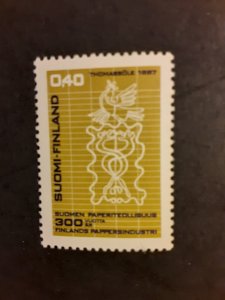 0.40
THOMASBÖLE 1667
SUOMI-FINLAND
SUOMEN PAPERITEOLLISUUS
300 VUOTTA
ÅR
FINLANDS PAPPERSINDUSTRI